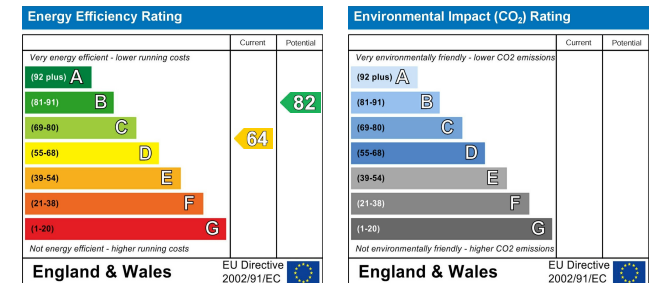 Energy Efficiency Rating
Current Potential
Very energy efficient - lower running costs
(92 plus) A
(81-91) B
82
(69-80) C
64
(55-68) D
(39-54) E
(21-38) F
(1-20) G
Not energy efficient - higher running costs
England & Wales
EU Directive
2002/91/EC
Environmental Impact (CO₂) Rating
Current Potential
Very environmentally friendly - lower CO2 emissions
(92 plus) A
(81-91) B
(69-80) C
(55-68) D
(39-54) E
(21-38) F
(1-20) G
Not environmentally friendly - higher CO2 emissions
England & Wales
EU Directive
2002/91/EC